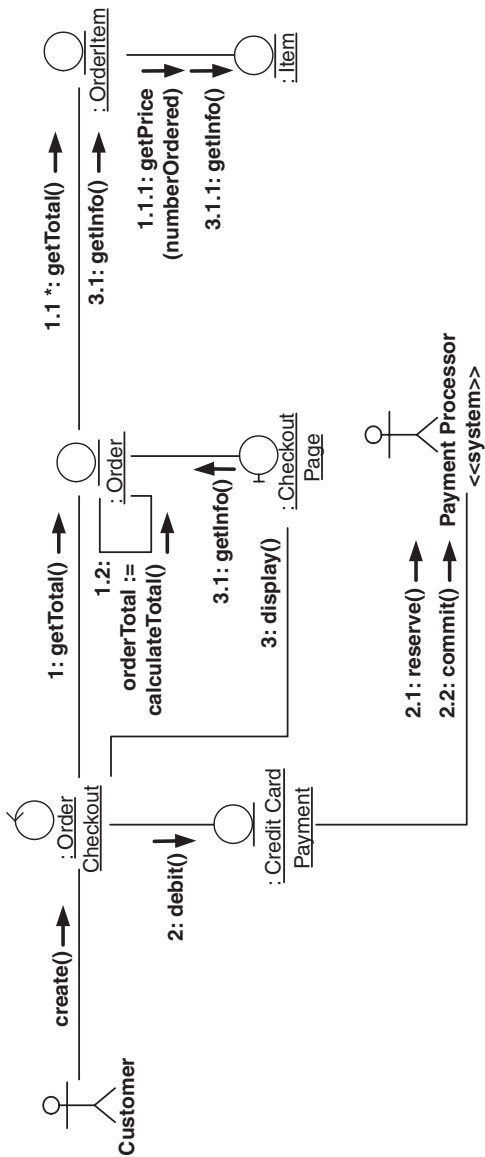 Customer
create()
: Order
Checkout
1: getTotal()
: Order
1.1 *: getTotal()
3.1: getInfo()
: OrderItem
1.2:
orderTotal :=
calculateTotal()
1.1.1: getPrice
(numberOrdered)
3.1.1: getInfo()
: Item
2: debit()
: Credit Card
Payment
3.1: getInfo()
: Checkout
Page
3: display()
2.1: reserve()
2.2: commit()
Payment Processor
<<system>>